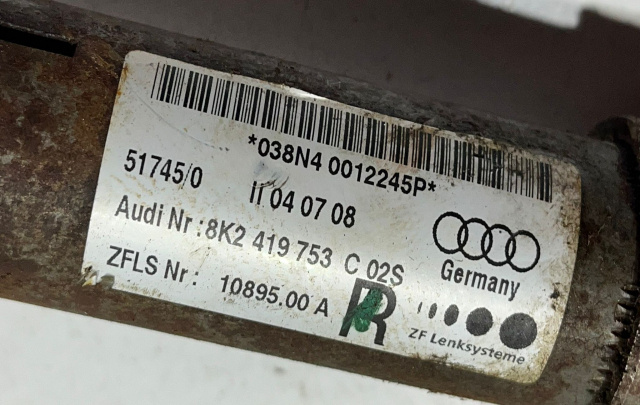 *038N4 0012245P*
51745/0 II 04 07 08
Audi Nr :8K2 419 753 C 02S
Germany
ZFLS Nr: 10895.00 A R
ZF Lenksysteme